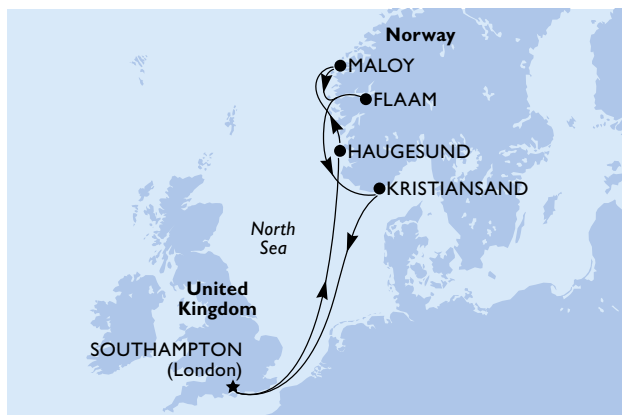 Norway
MALOY
FLAAM
HAUGESUND
KRISTIANSAND
North
Sea
United
Kingdom
SOUTHAMPTON
(London)